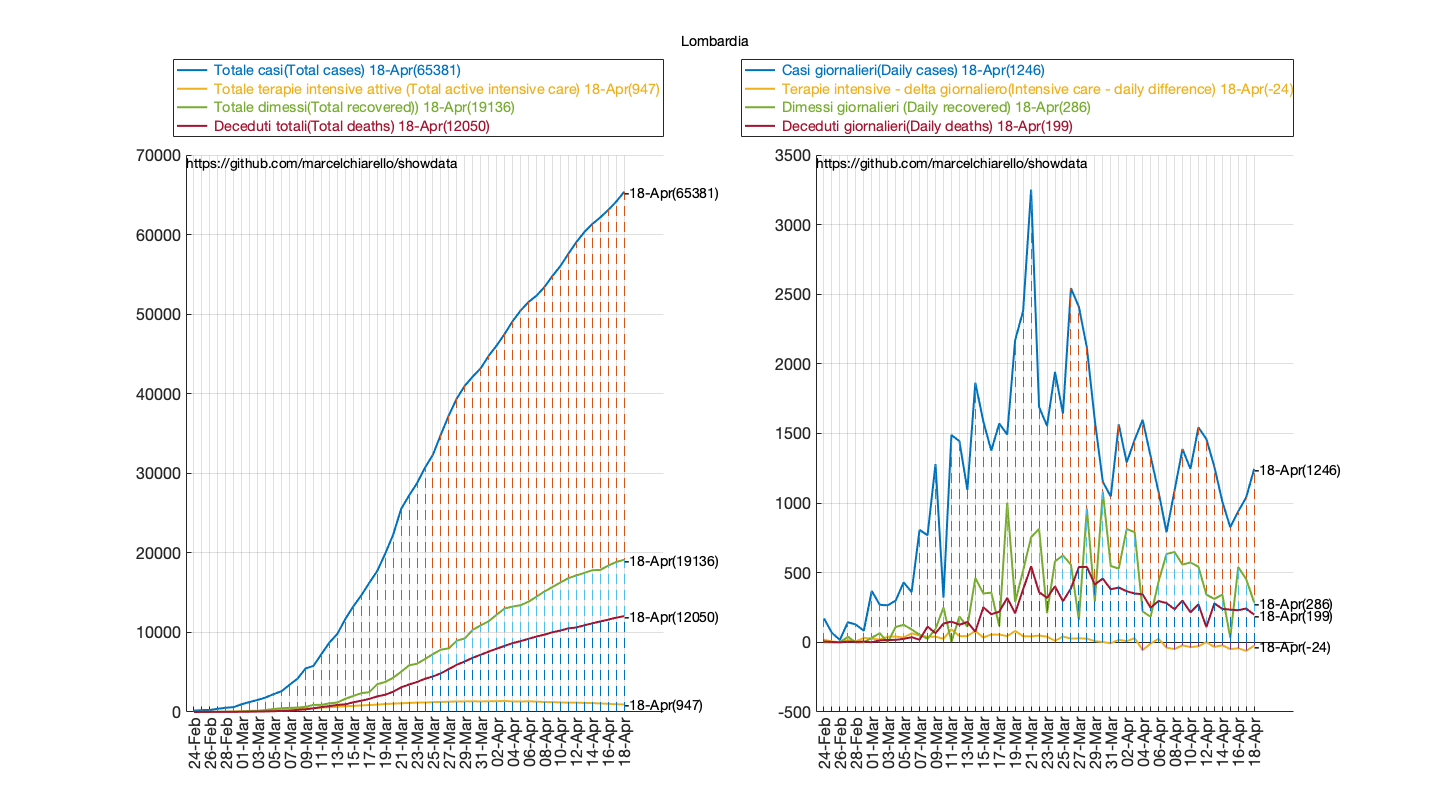 Lombardia
Totale casi(Total cases) 18-Apr(65381)
Totale terapie intensive attive (Total active intensive care) 18-Apr(947)
Totale dimessi(Total recovered)) 18-Apr(19136)
Deceduti totali(Total deaths) 18-Apr(12050)
https://github.com/marcelchiarello/showdata
70000
60000
50000
40000
30000
20000
10000
0
18-Apr(65381)
18-Apr(19136)
18-Apr(12050)
18-Apr(947)
24-Feb
26-Feb
28-Feb
01-Mar
03-Mar
05-Mar
07-Mar
09-Mar
11-Mar
13-Mar
15-Mar
17-Mar
19-Mar
21-Mar
23-Mar
25-Mar
27-Mar
29-Mar
31-Mar
02-Apr
04-Apr
06-Apr
08-Apr
10-Apr
12-Apr
14-Apr
16-Apr
18-Apr
Casi giornalieri(Daily cases) 18-Apr(1246)
Terapie intensive - delta giornaliero(Intensive care - daily difference) 18-Apr(-24)
Dimessi giornalieri (Daily recovered) 18-Apr(286)
Deceduti giornalieri(Daily deaths) 18-Apr(199)
https://github.com/marcelchiarello/showdata
3500
3000
2500
2000
1500
1000
500
0
-500
18-Apr(1246)
18-Apr(286)
18-Apr(199)
18-Apr(-24)
24-Feb
26-Feb
28-Feb
01-Mar
03-Mar
05-Mar
07-Mar
09-Mar
11-Mar
13-Mar
15-Mar
17-Mar
19-Mar
21-Mar
23-Mar
25-Mar
27-Mar
29-Mar
31-Mar
02-Apr
04-Apr
06-Apr
08-Apr
10-Apr
12-Apr
14-Apr
16-Apr
18-Apr